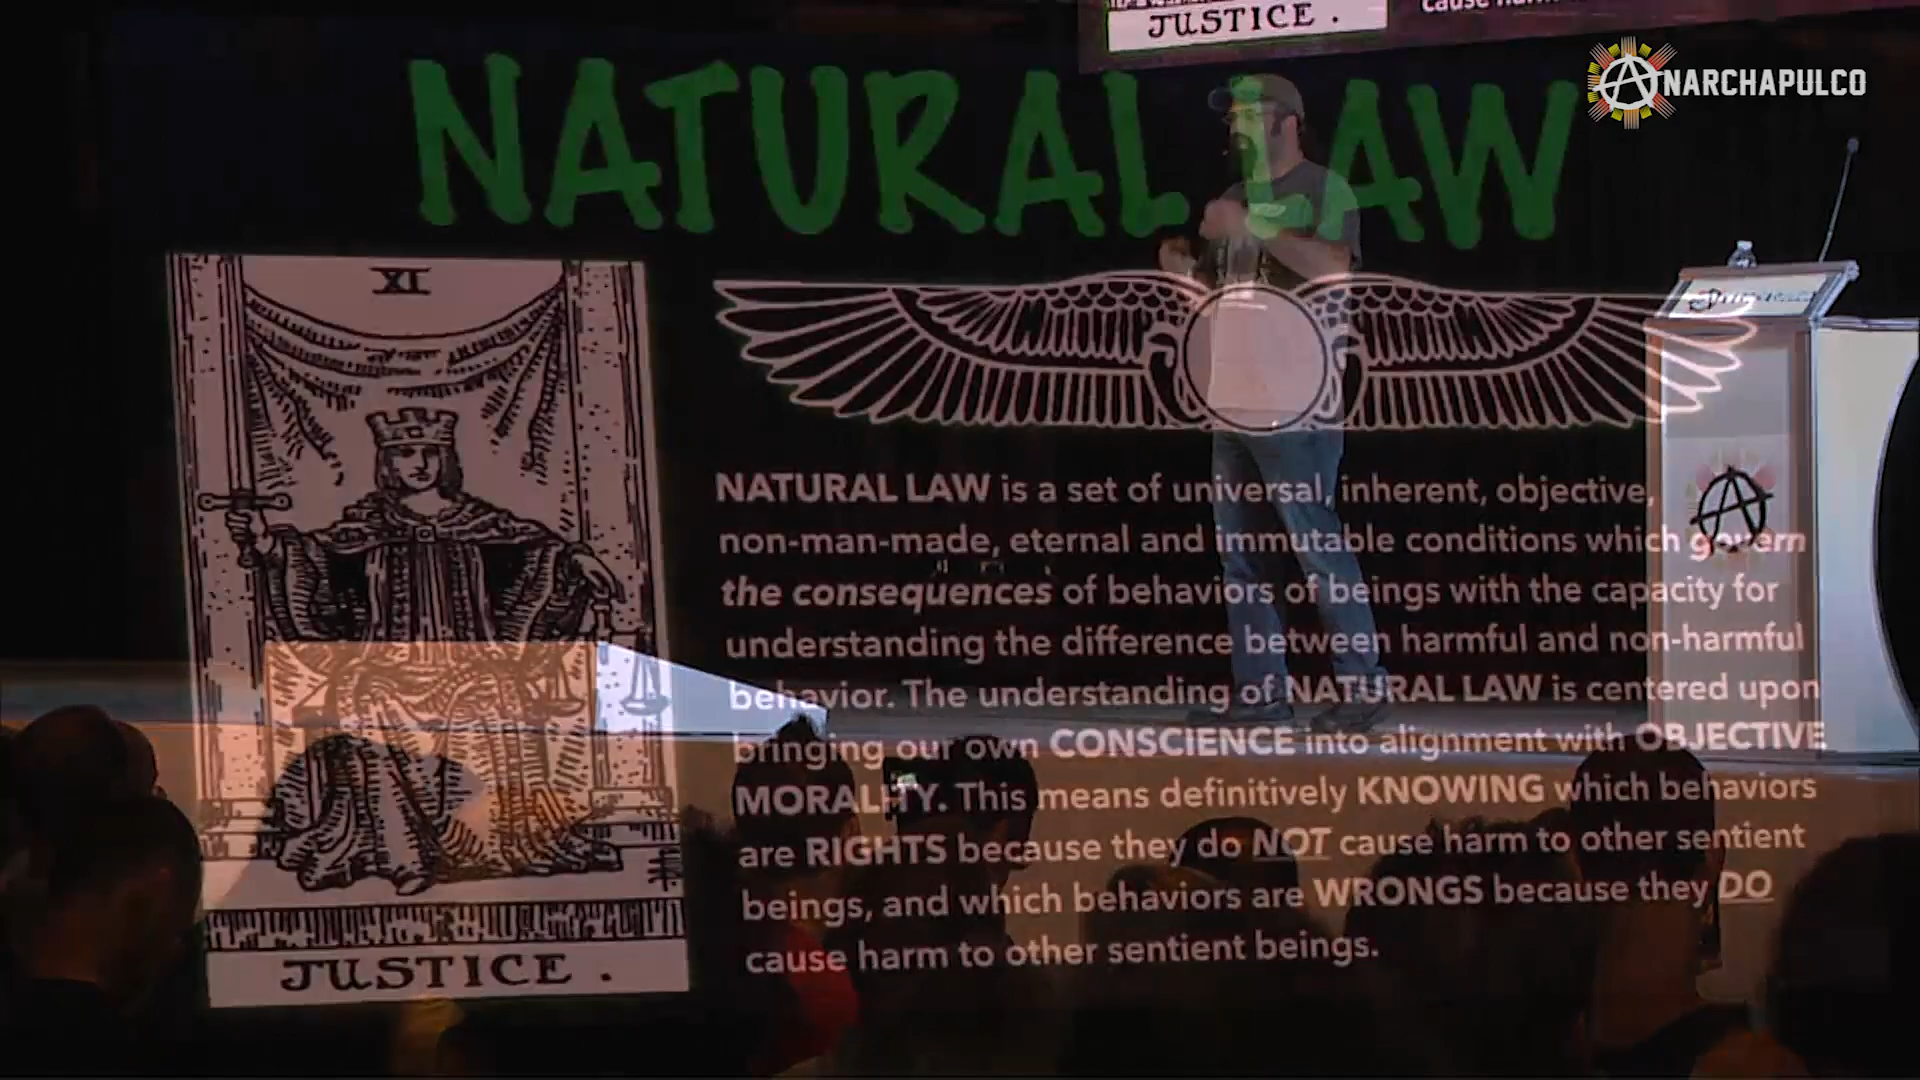 JUSTICE .
cause harm
ANARCHAPULCO
NATURAL LAW
XI
NATURAL LAW is a set of universal, inherent, objective,
non-man-made, eternal and immutable conditions which govern
the consequences of behaviors of beings with the capacity for
understanding the difference between harmful and non-harmful
behavior. The understanding of NATURAL LAW is centered upon
bringing our own CONSCIENCE into alignment with OBJECTIVE
MORALITY. This means definitively KNOWING which behaviors
are RIGHTS because they do NOT cause harm to other sentient
beings, and which behaviors are WRONGS because they DO
cause harm to other sentient beings.
JUSTICE .